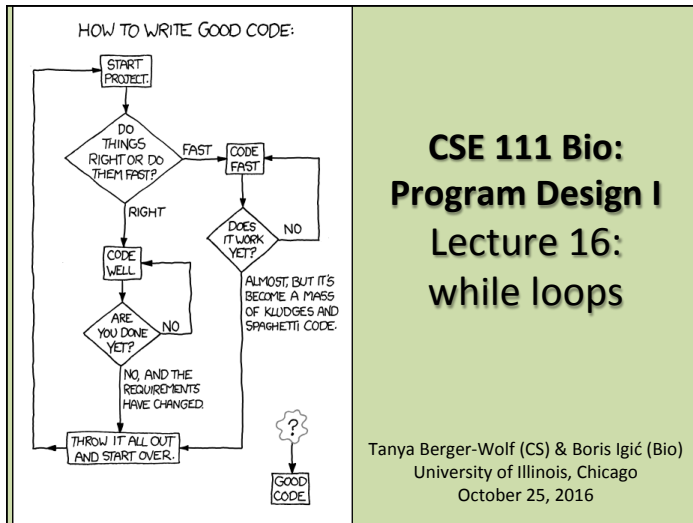 HOW TO WRITE GOOD CODE:
START
PROJECT.
DO
THINGS
RIGHT OR DO
THEM FAST?
FAST
CODE
FAST
RIGHT
DOES
IT WORK
YET?
NO
CODE
WELL
ALMOST, BUT IT'S
BECOME A MASS
OF KLUDGES AND
SPAGHETTI CODE.
ARE
YOU DONE
YET?
NO
NO, AND THE
REQUIREMENTS
HAVE CHANGED.
THROW IT ALL OUT
AND START OVER.
?
GOOD
CODE
CSE 111 Bio:
Program Design I
Lecture 16:
while loops
Tanya Berger-Wolf (CS) & Boris Igić (Bio)
University of Illinois, Chicago
October 25, 2016